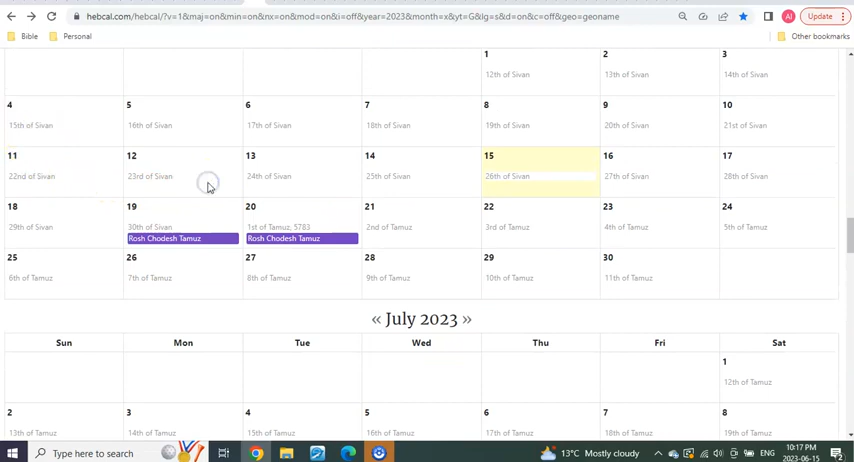 hebcal.com/hebcal/?v=1&maj=on&min=on&nx=on&mod=on&i=off&year=2023&month=x&yt=G&lg=s&d=on&c=off&geo=geoname
AI
Update
Bible
Personal
Other bookmarks
1 2 3
12th of Sivan 13th of Sivan 14th of Sivan
4 5 6 7 8 9 10
15th of Sivan 16th of Sivan 17th of Sivan 18th of Sivan 19th of Sivan 20th of Sivan 21st of Sivan
11 12 13 14 15 16 17
22nd of Sivan 23rd of Sivan 24th of Sivan 25th of Sivan 26th of Sivan 27th of Sivan 28th of Sivan
18 19 20 21 22 23 24
29th of Sivan 30th of Sivan 1st of Tamuz, 5783 2nd of Tamuz 3rd of Tamuz 4th of Tamuz 5th of Tamuz
Rosh Chodesh Tamuz Rosh Chodesh Tamuz
25 26 27 28 29 30
6th of Tamuz 7th of Tamuz 8th of Tamuz 9th of Tamuz 10th of Tamuz 11th of Tamuz
« July 2023 »
Sun Mon Tue Wed Thu Fri Sat
1
12th of Tamuz
2 3 4 5 6 7 8
13th of Tamuz 14th of Tamuz 15th of Tamuz 16th of Tamuz 17th of Tamuz 18th of Tamuz 19th of Tamuz
Type here to search
13°C Mostly cloudy
ENG
10:17 PM
2023-06-15
2